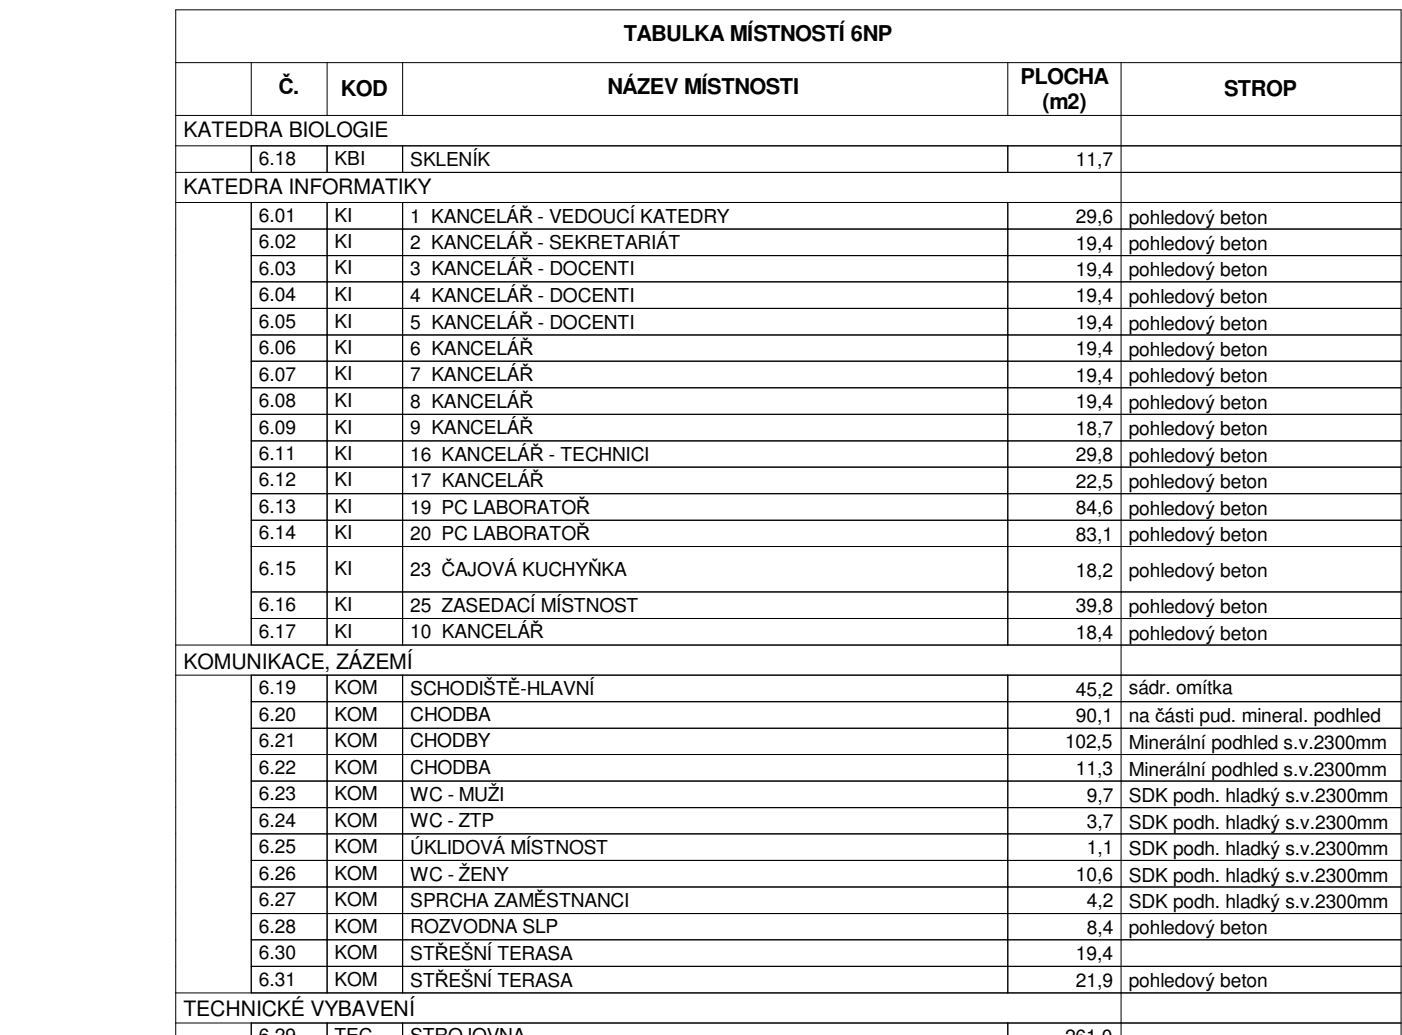 TABULKA MÍSTNOSTÍ 6NP
Č. KOD NÁZEV MÍSTNOSTI PLOCHA (m2) STROP
KATEDRA BIOLOGIE
6.18 KBI SKLENÍK 11,7
KATEDRA INFORMATIKY
6.01 KI 1 KANCELÁŘ - VEDOUCÍ KATEDRY 29,6 pohledový beton
6.02 KI 2 KANCELÁŘ - SEKRETARIÁT 19,4 pohledový beton
6.03 KI 3 KANCELÁŘ - DOCENTI 19,4 pohledový beton
6.04 KI 4 KANCELÁŘ - DOCENTI 19,4 pohledový beton
6.05 KI 5 KANCELÁŘ - DOCENTI 19,4 pohledový beton
6.06 KI 6 KANCELÁŘ 19,4 pohledový beton
6.07 KI 7 KANCELÁŘ 19,4 pohledový beton
6.08 KI 8 KANCELÁŘ 19,4 pohledový beton
6.09 KI 9 KANCELÁŘ 18,7 pohledový beton
6.11 KI 16 KANCELÁŘ - TECHNICI 29,8 pohledový beton
6.12 KI 17 KANCELÁŘ 22,5 pohledový beton
6.13 KI 19 PC LABORATOŘ 84,6 pohledový beton
6.14 KI 20 PC LABORATOŘ 83,1 pohledový beton
6.15 KI 23 ČAJOVÁ KUCHYŇKA 18,2 pohledový beton
6.16 KI 25 ZASEDACÍ MÍSTNOST 39,8 pohledový beton
6.17 KI 10 KANCELÁŘ 18,4 pohledový beton
KOMUNIKACE, ZÁZEMÍ
6.19 KOM SCHODIŠTĚ-HLAVNÍ 45,2 sádr. omítka
6.20 KOM CHODBA 90,1 na části pud. mineral. podhled
6.21 KOM CHODBY 102,5 Minerální podhled s.v.2300mm
6.22 KOM CHODBA 11,3 Minerální podhled s.v.2300mm
6.23 KOM WC - MUŽI 9,7 SDK podh. hladký s.v.2300mm
6.24 KOM WC - ZTP 3,7 SDK podh. hladký s.v.2300mm
6.25 KOM ÚKLIDOVÁ MÍSTNOST 1,1 SDK podh. hladký s.v.2300mm
6.26 KOM WC - ŽENY 10,6 SDK podh. hladký s.v.2300mm
6.27 KOM SPRCHA ZAMĚSTNANCI 4,2 SDK podh. hladký s.v.2300mm
6.28 KOM ROZVODNA SLP 8,4 pohledový beton
6.30 KOM STŘEŠNÍ TERASA 19,4
6.31 KOM STŘEŠNÍ TERASA 21,9 pohledový beton
TECHNICKÉ VYBAVENÍ
6.29 TEC STROJOVNA 261,0